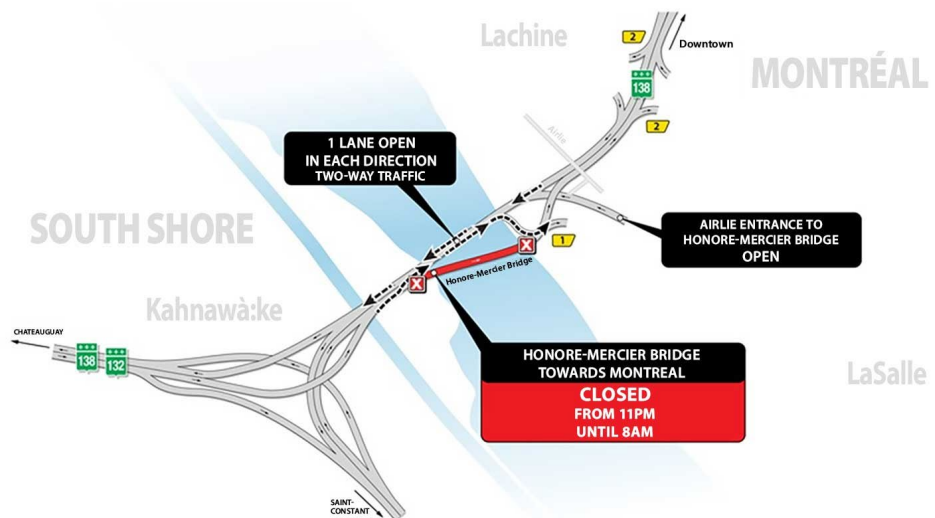 Lachine
2
Downtown
MONTRÉAL
138
2
Airlie
1 LANE OPEN
IN EACH DIRECTION
TWO-WAY TRAFFIC
SOUTH SHORE
AIRLIE ENTRANCE TO
HONORE-MERCIER BRIDGE
OPEN
1
X
X
Honore-Mercier Bridge
Kahnawà:ke
CHATEAUGUAY
138
132
HONORE-MERCIER BRIDGE
TOWARDS MONTREAL
CLOSED
FROM 11PM
UNTIL 8AM
LaSalle
SAINT-
CONSTANT